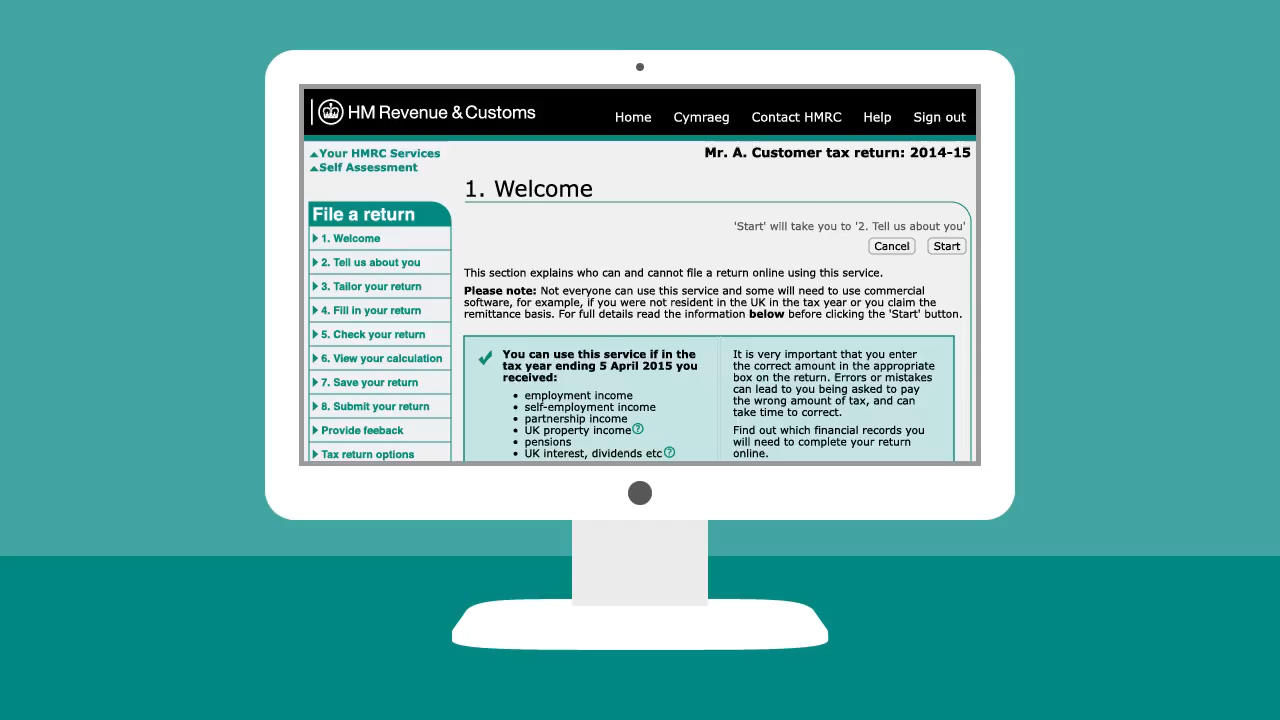 HM Revenue & Customs
Home Cymraeg Contact HMRC Help Sign out
Your HMRC Services
Self Assessment
Mr. A. Customer tax return: 2014-15
1. Welcome
File a return
1. Welcome
2. Tell us about you
3. Tailor your return
4. Fill in your return
5. Check your return
6. View your calculation
7. Save your return
8. Submit your return
Provide feeback
Tax return options
'Start' will take you to '2. Tell us about you'
Cancel Start
This section explains who can and cannot file a return online using this service.
Please note: Not everyone can use this service and some will need to use commercial
software, for example, if you were not resident in the UK in the tax year or you claim the
remittance basis. For full details read the information below before clicking the 'Start' button.
You can use this service if in the
tax year ending 5 April 2015 you
received:
• employment income
• self-employment income
• partnership income
• UK property income?
• pensions
• UK interest, dividends etc?
It is very important that you enter
the correct amount in the appropriate
box on the return. Errors or mistakes
can lead to you being asked to pay
the wrong amount of tax, and can
take time to correct.
Find out which financial records you
will need to complete your return
online.